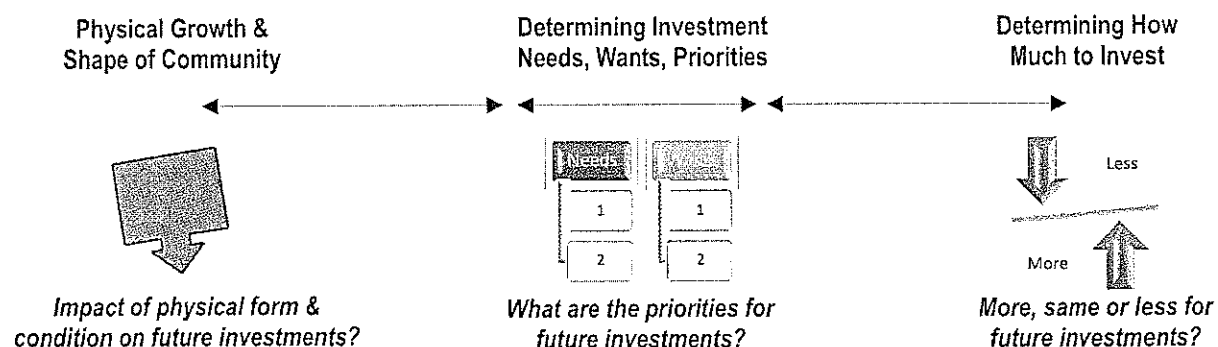 Physical Growth &
Shape of Community
Determining Investment
Needs, Wants, Priorities
Determining How
Much to Invest
Needs
1
2
1
2
Less
More
Impact of physical form &
condition on future investments?
What are the priorities for
future investments?
More, same or less for
future investments?